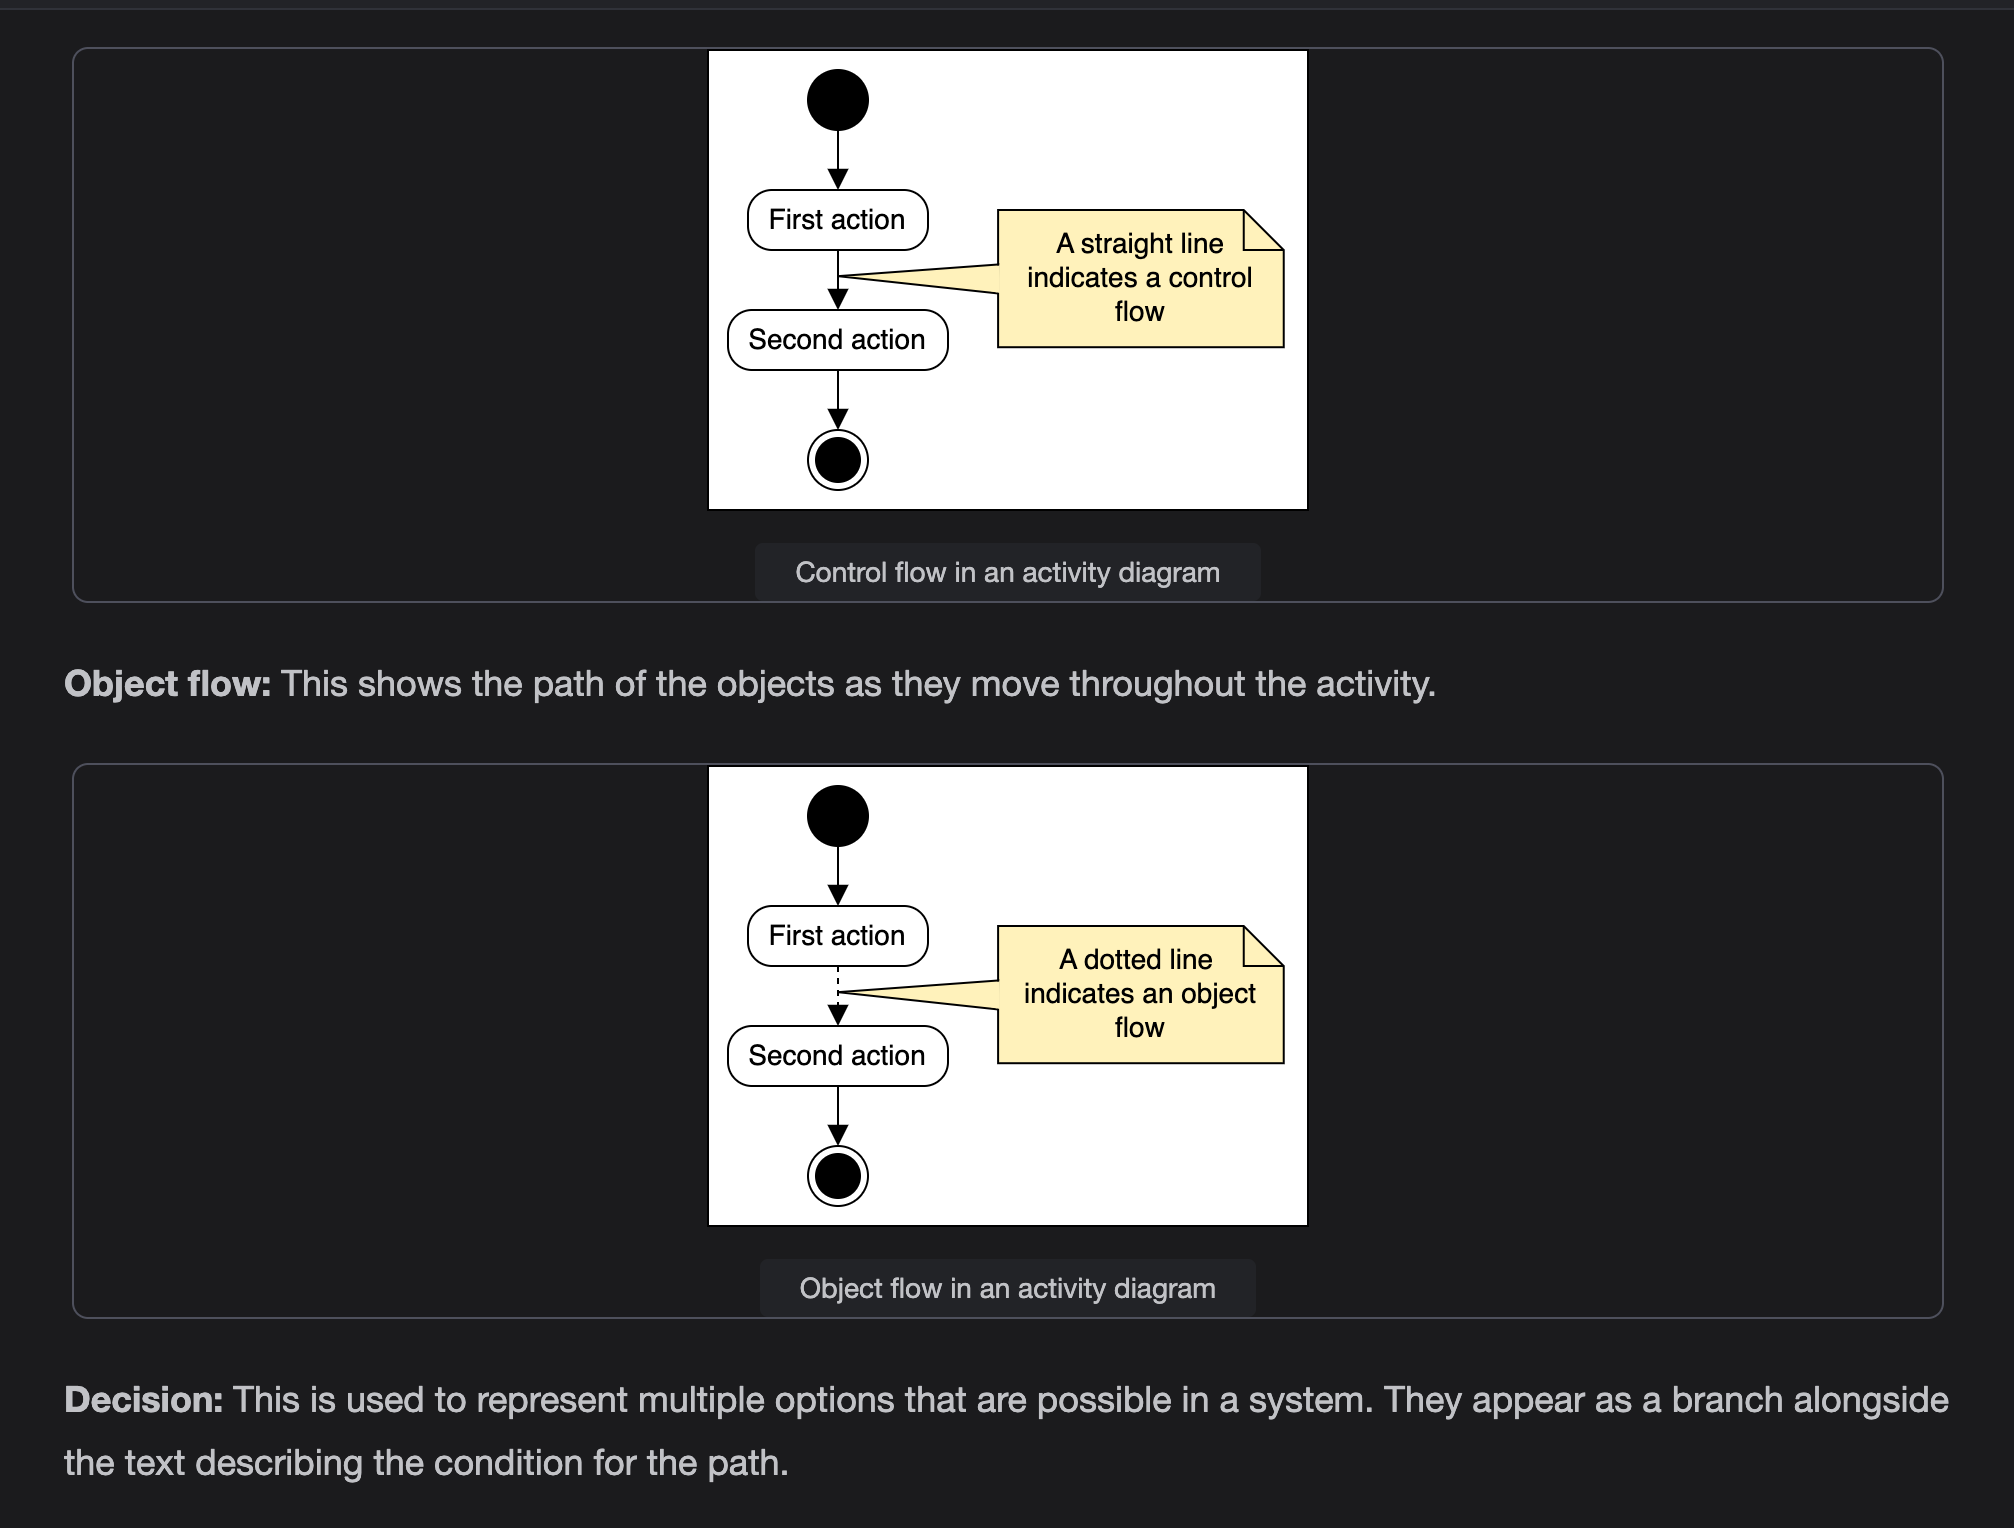 First action
A straight line
indicates a control
flow
Second action
Control flow in an activity diagram
Object flow: This shows the path of the objects as they move throughout the activity.
First action
A dotted line
indicates an object
flow
Second action
Object flow in an activity diagram
Decision: This is used to represent multiple options that are possible in a system. They appear as a branch alongside
the text describing the condition for the path.